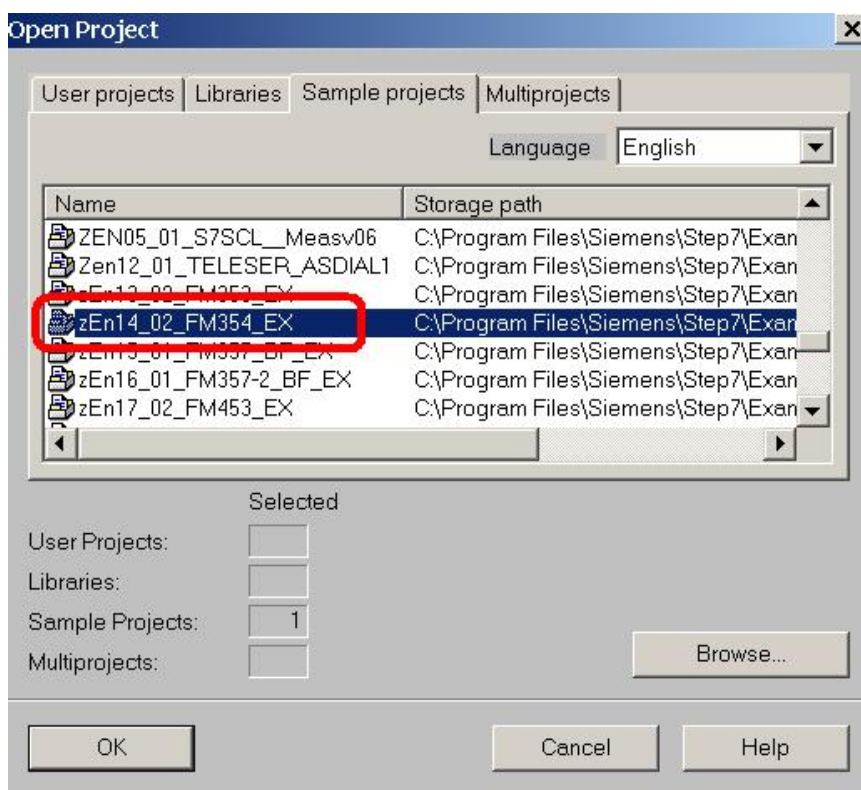 Open Project
User projects Libraries Sample projects Multiprojects
Language English
Name Storage path
ZEN05_01_S7SCL__Measv06 C:\Program Files\Siemens\Step7\Exan
Zen12_01_TELESER_ASDIAL1 C:\Program Files\Siemens\Step7\Exan
zEn13_02_FM353_EX C:\Program Files\Siemens\Step7\Exan
zEn14_02_FM354_EX C:\Program Files\Siemens\Step7\Exan
zEn15_01_FM357_BF_EX C:\Program Files\Siemens\Step7\Exan
zEn16_01_FM357-2_BF_EX C:\Program Files\Siemens\Step7\Exan
zEn17_02_FM453_EX C:\Program Files\Siemens\Step7\Exan
Selected
User Projects:
Libraries:
Sample Projects: 1
Multiprojects:
Browse...
OK Cancel Help